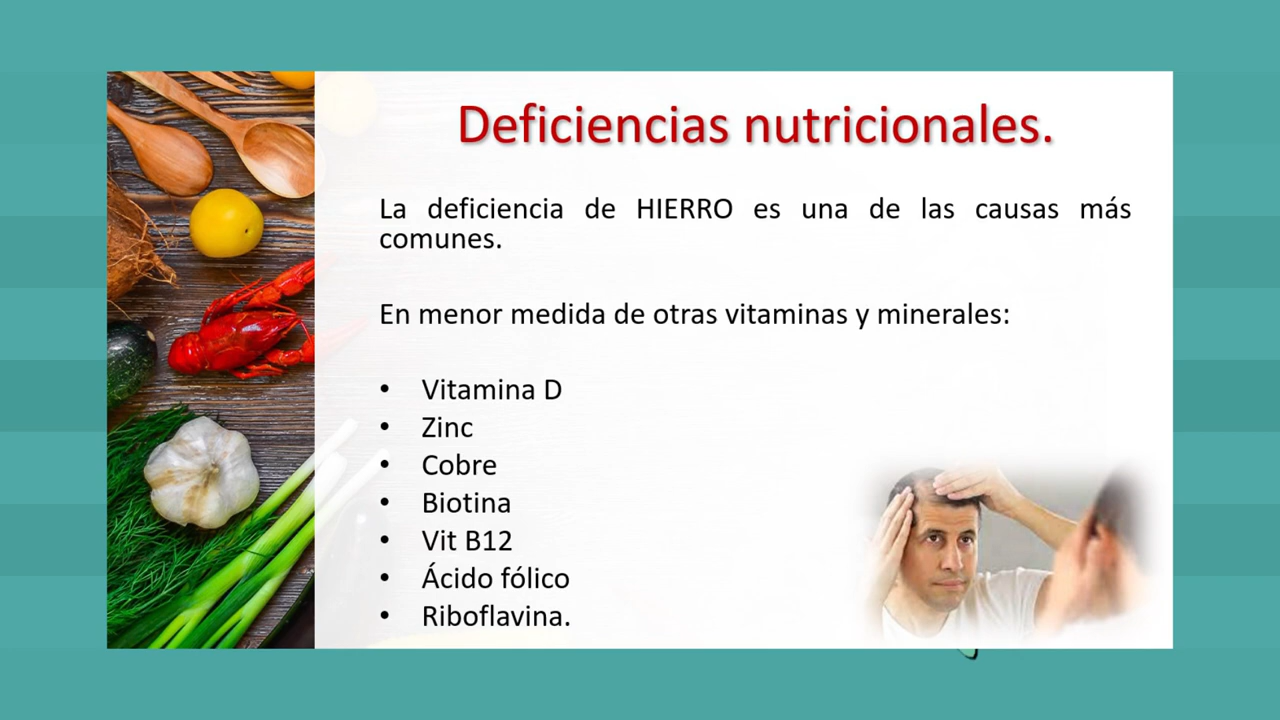 Deficiencias nutricionales.
La deficiencia de HIERRO es una de las causas más
comunes.
En menor medida de otras vitaminas y minerales:
• Vitamina D
• Zinc
• Cobre
• Biotina
• Vit B12
• Ácido fólico
• Riboflavina.